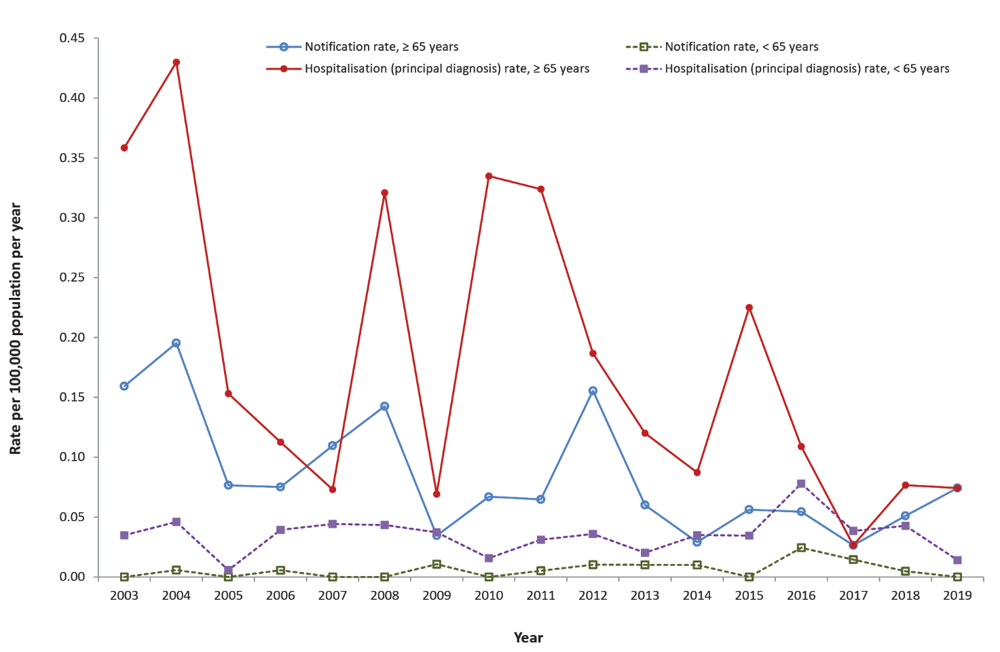 Notification rate, ≥ 65 years
Notification rate, < 65 years
Hospitalisation (principal diagnosis) rate, ≥ 65 years
Hospitalisation (principal diagnosis) rate, < 65 years
Rate per 100,000 population per year
0.45
0.40
0.35
0.30
0.25
0.20
0.15
0.10
0.05
0.00
2003 2004 2005 2006 2007 2008 2009 2010 2011 2012 2013 2014 2015 2016 2017 2018 2019
Year